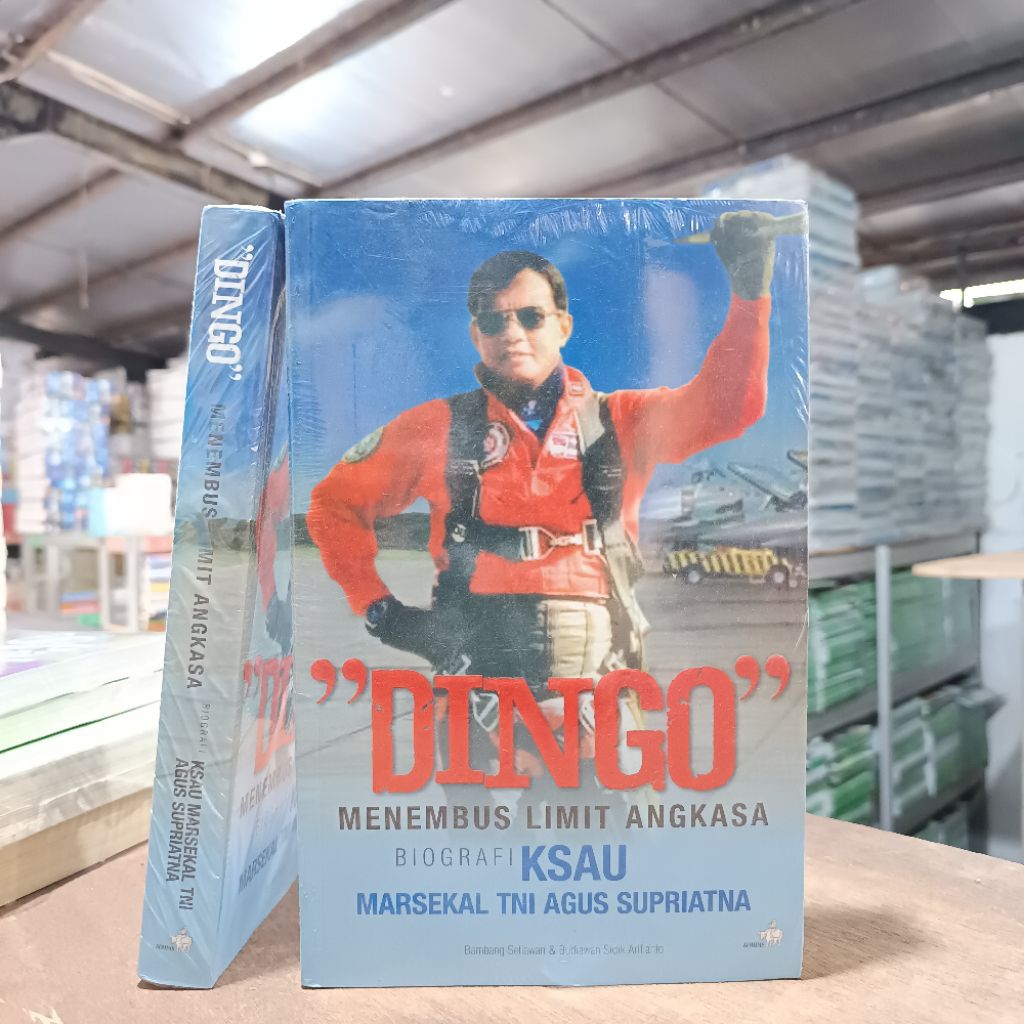 "DINGO"
MENEMBUS LIMIT ANGKASA
BIOGRAFI
KSAU MARSEKAL TNI
AGUS SUPRIATNA
”DINGO”
MENEMBUS LIMIT ANGKASA
BIOGRAFI KSAU
MARSEKAL TNI AGUS SUPRIATNA
Bambang Setiawan & Budiawan Sidik Arifianto